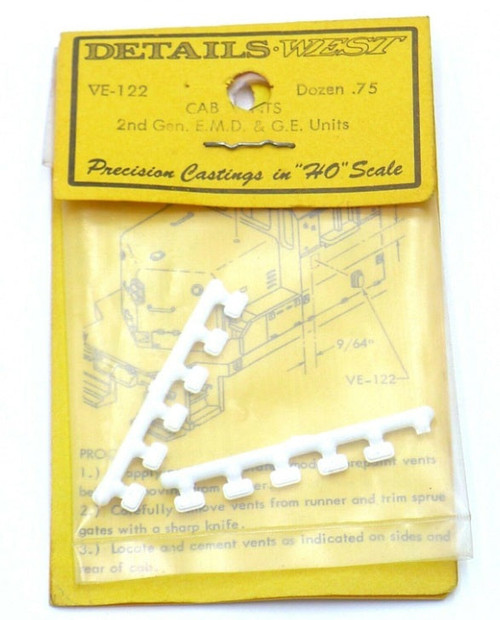 DETAILS·WEST
VE-122 Dozen .75
CAB
2nd Gen. E.M.D. & G.E. Units
Precision Castings in "HO" Scale
9/64"
VE-122
1.) vents
from
2.) Carefully vents from runner and trim sprue
gates with a sharp knife.
3.) Locate and cement vents as indicated on sides and
rear of cab.